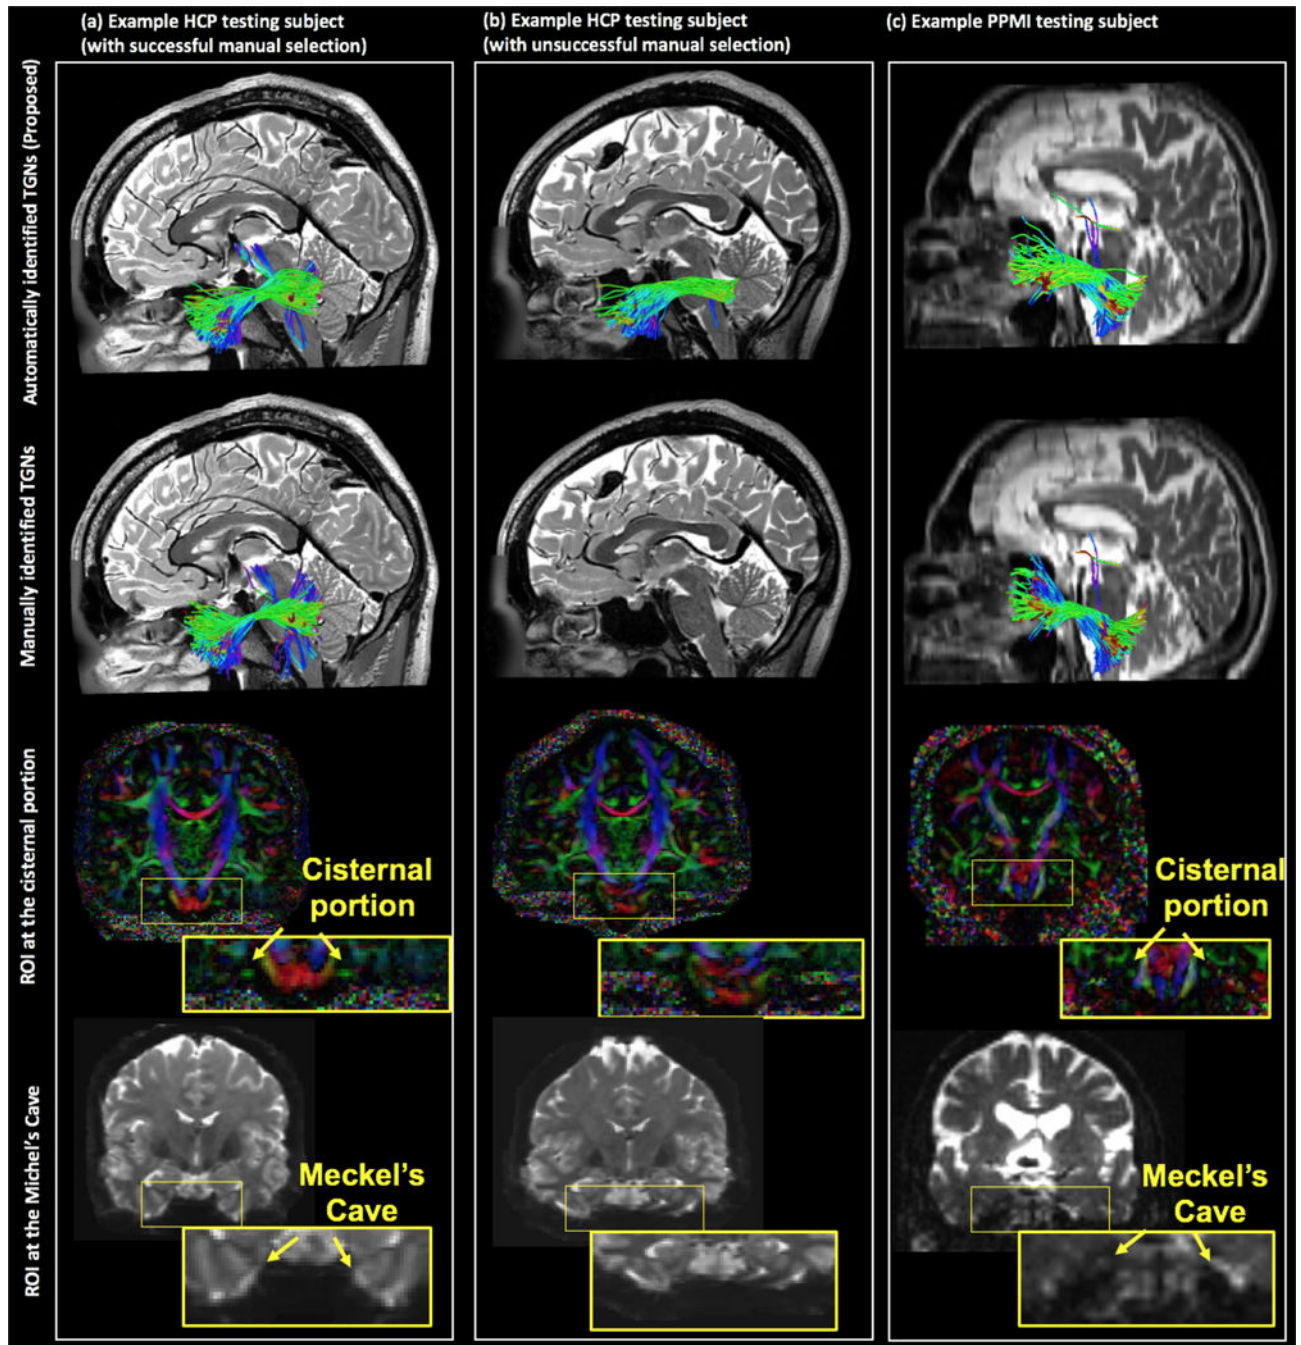 (a) Example HCP testing subject
(with successful manual selection)
(b) Example HCP testing subject
(with unsuccessful manual selection)
(c) Example PPMI testing subject
Automatically identified TGNs (Proposed)
Manually identified TGNs
ROI at the cisternal portion
Cisternal
portion
Cisternal
portion
ROI at the Michel's Cave
Meckel's
Cave
Meckel's
Cave